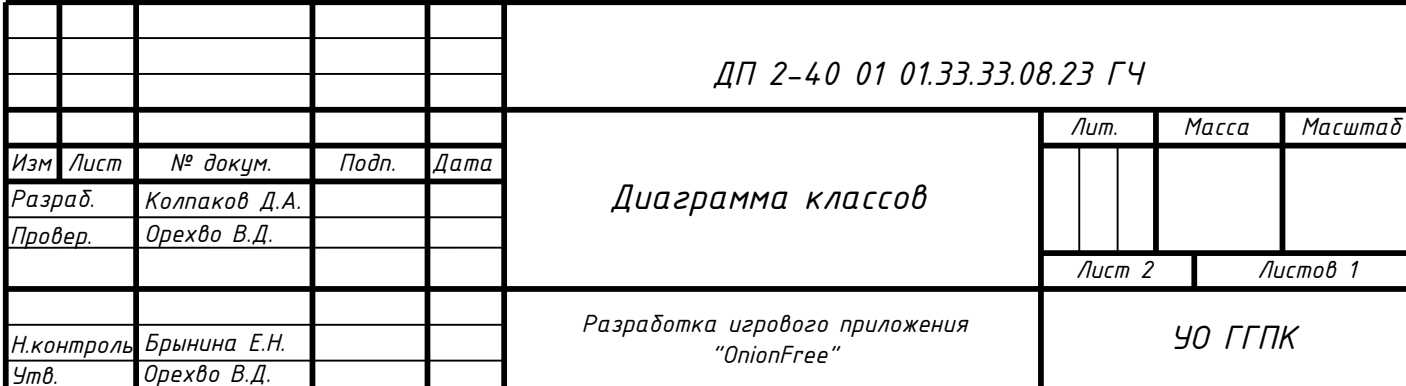 ДП 2-40 01 01.33.33.08.23 ГЧ
Лит. Масса Масштаб
Изм Лист № докум. Подп. Дата
Диаграмма классов
Разраб. Колпаков Д.А.
Провер. Орехво В.Д.
Лист 2 Листов 1
Разработка игрового приложения
"OnionFree"
УО ГГПК
Н.контроль Брынина Е.Н.
Утв. Орехво В.Д.